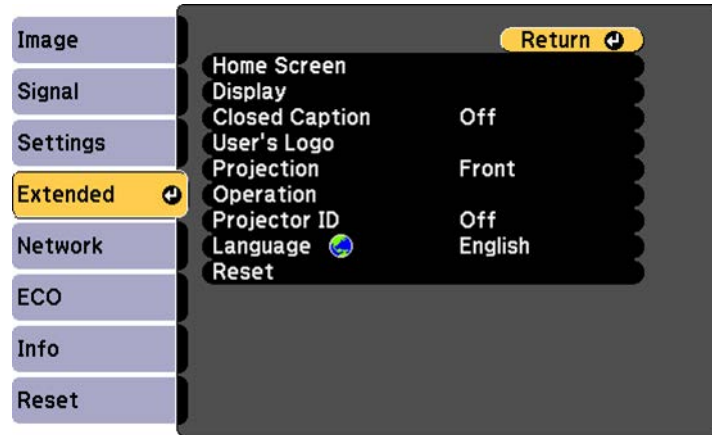 Image
Signal
Settings
Extended
Network
ECO
Info
Reset
Return
Home Screen
Display
Closed Caption Off
User's Logo
Projection Front
Operation
Projector ID Off
Language English
Reset